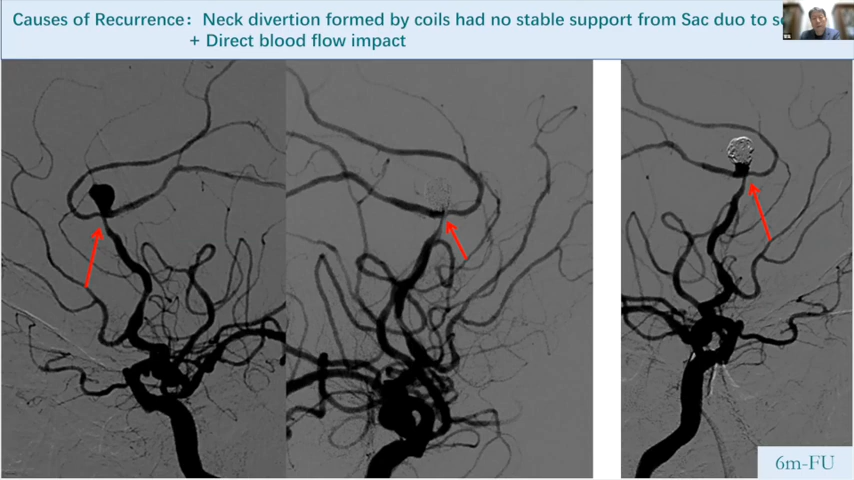 Causes of Recurrence: Neck divertion formed by coils had no stable support from Sac duo to
+ Direct blood flow impact
6m-FU